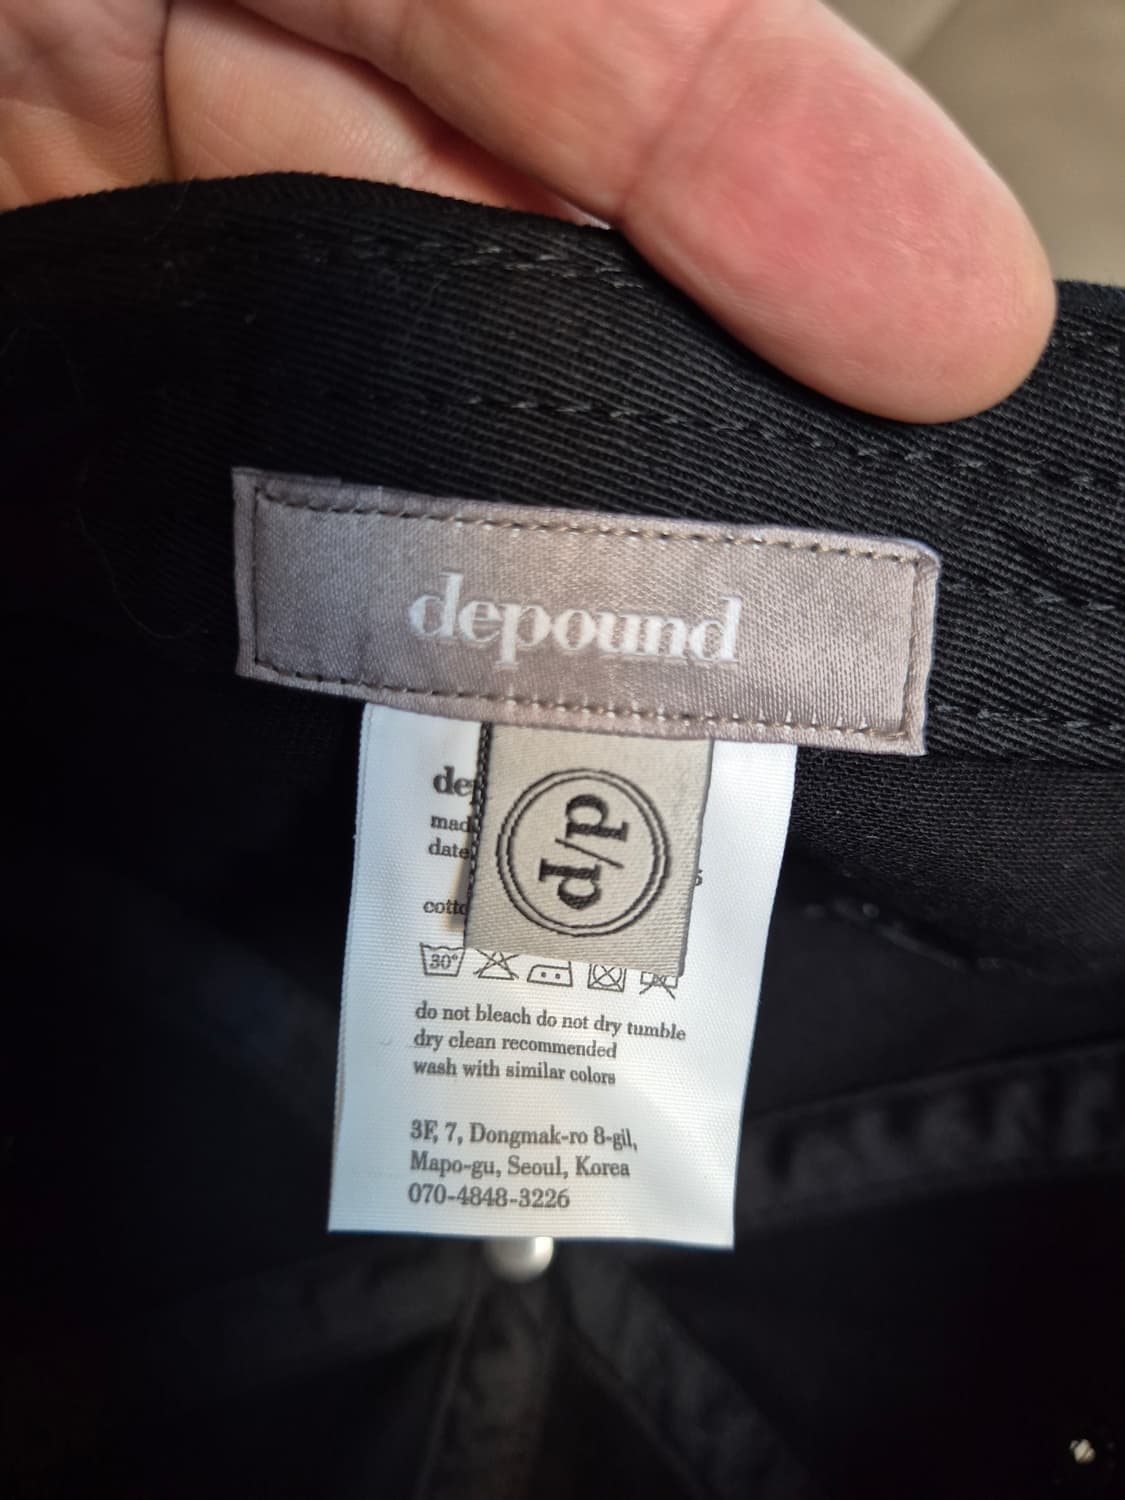 depound
d/p
30°
do not bleach do not dry tumble
dry clean recommended
wash with similar colors
3F, 7, Dongmak-ro 8-gil,
Mapo-gu, Seoul, Korea
070-4848-3226